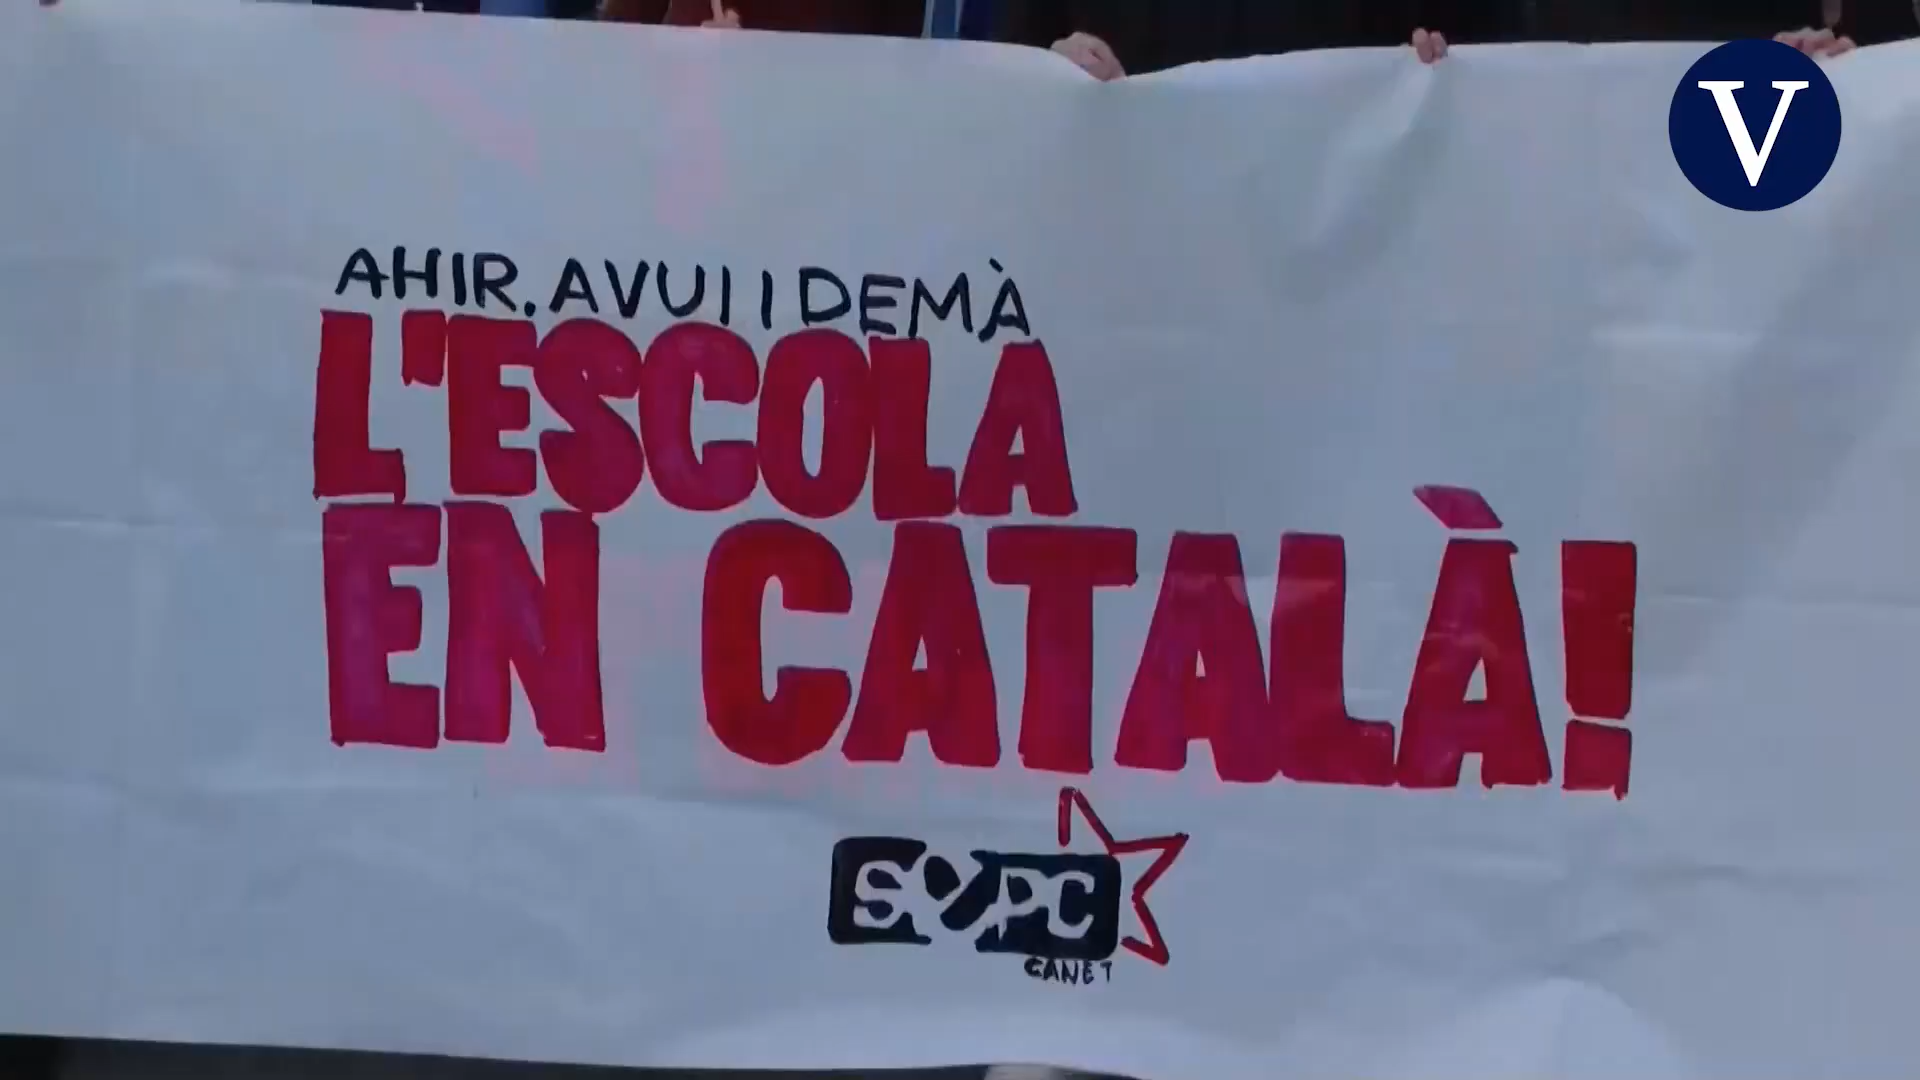 V
AHIR, AVUI I DEMÀ
L'ESCOLA
EN CATALÀ!
SEPC
CANET